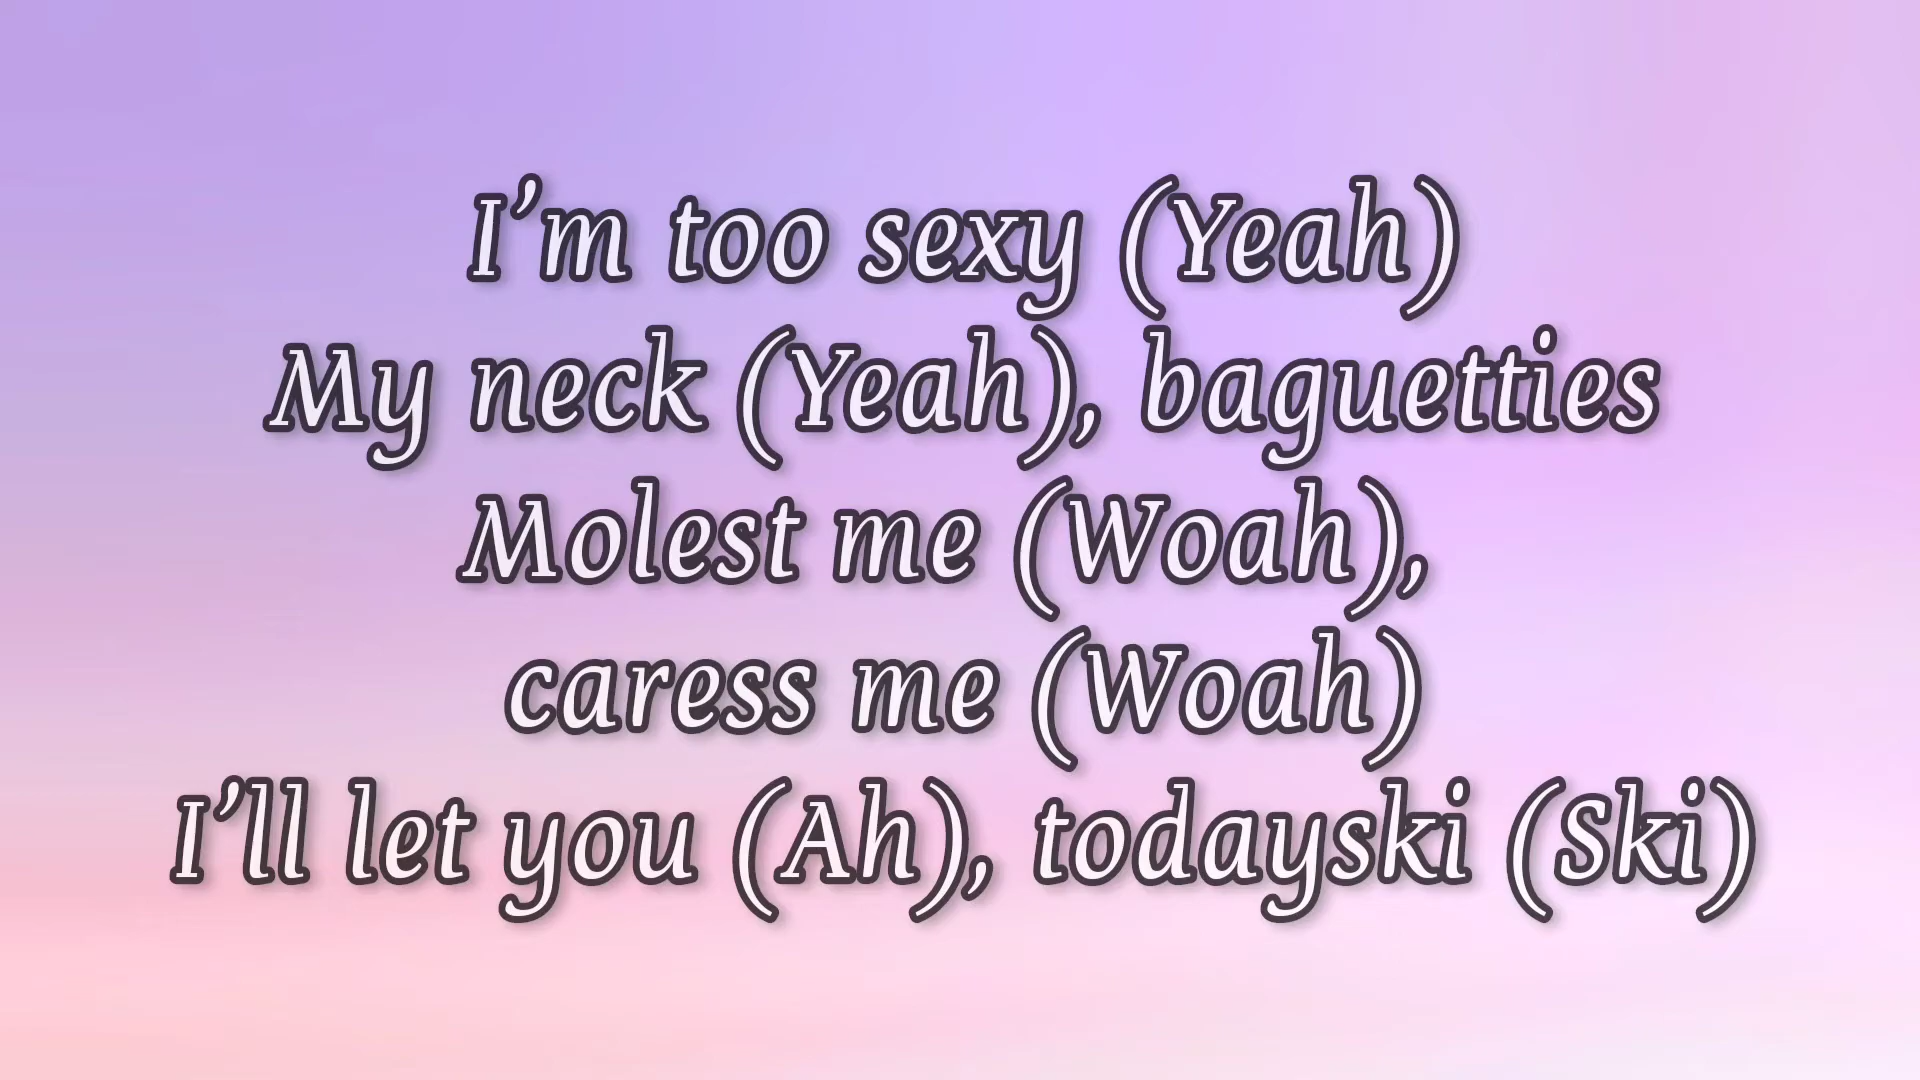 I’m too sexy (Yeah)
My neck (Yeah), baguetties
Molest me (Woah),
caress me (Woah)
I’ll let you (Ah), todayski (Ski)